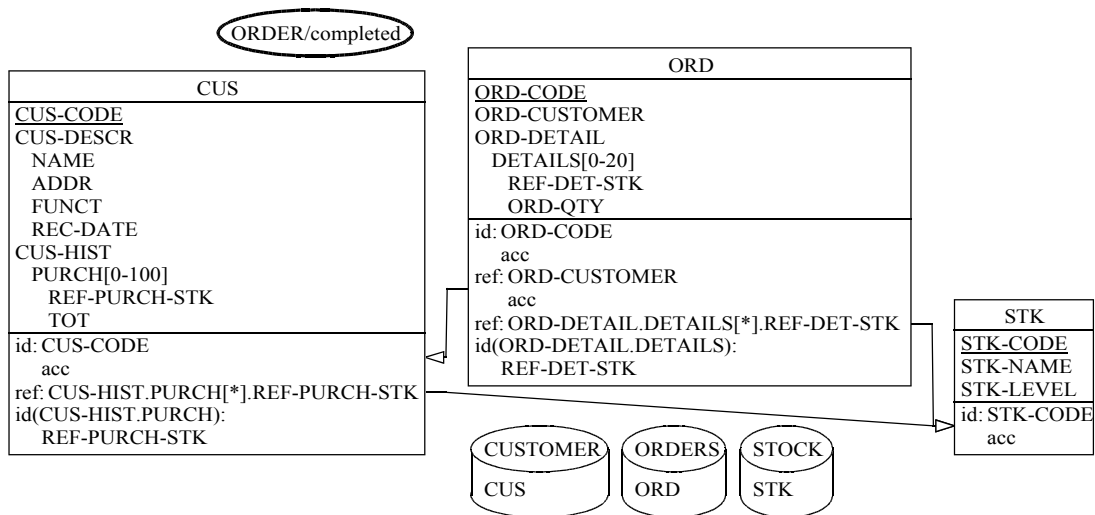 ORDER/completed
CUS
CUS-CODE
CUS-DESCR
NAME
ADDR
FUNCT
REC-DATE
CUS-HIST
PURCH[0-100]
REF-PURCH-STK
TOT
id: CUS-CODE
acc
ref: CUS-HIST.PURCH[*].REF-PURCH-STK
id(CUS-HIST.PURCH):
REF-PURCH-STK
ORD
ORD-CODE
ORD-CUSTOMER
ORD-DETAIL
DETAILS[0-20]
REF-DET-STK
ORD-QTY
id: ORD-CODE
acc
ref: ORD-CUSTOMER
acc
ref: ORD-DETAIL.DETAILS[*].REF-DET-STK
id(ORD-DETAIL.DETAILS):
REF-DET-STK
STK
STK-CODE
STK-NAME
STK-LEVEL
id: STK-CODE
acc
CUSTOMER
CUS
ORDERS
ORD
STOCK
STK